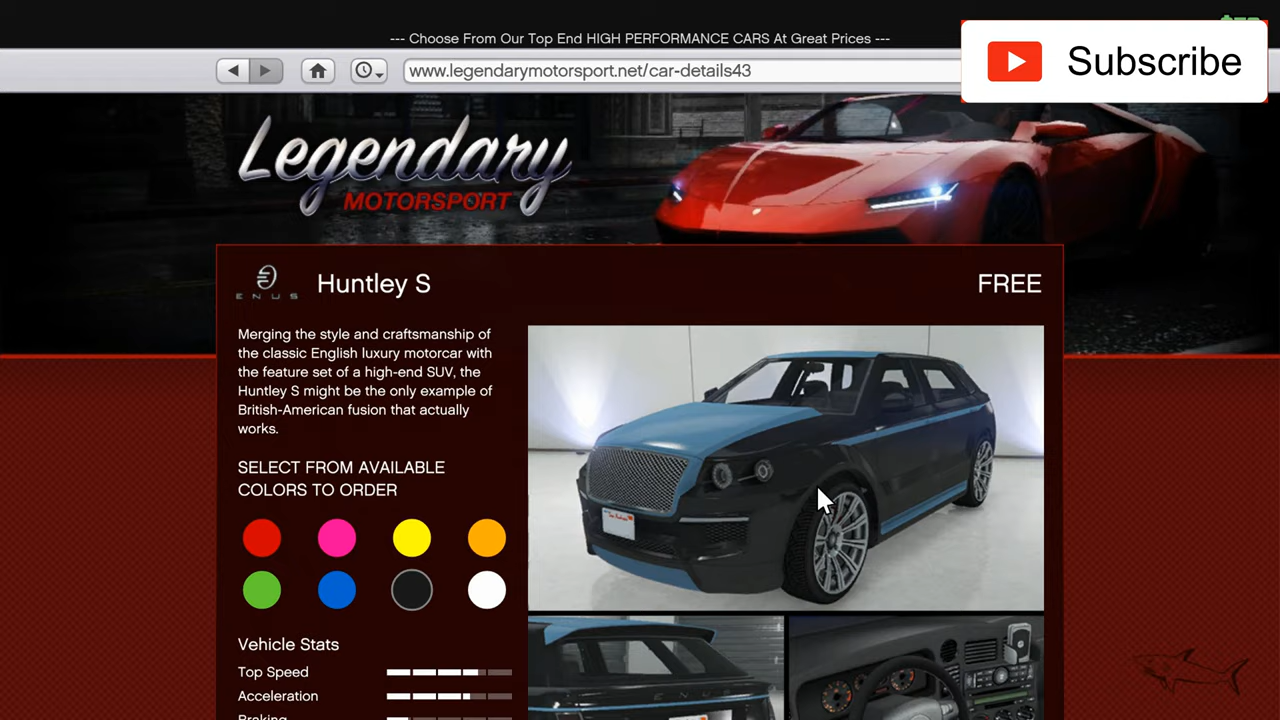 --- Choose From Our Top End HIGH PERFORMANCE CARS At Great Prices ---
www.legendarymotorsport.net/car-details43
Subscribe
Legendary
MOTORSPORT
ENUS
Huntley S
FREE
Merging the style and craftsmanship of
the classic English luxury motorcar with
the feature set of a high-end SUV, the
Huntley S might be the only example of
British-American fusion that actually
works.
SELECT FROM AVAILABLE
COLORS TO ORDER
Vehicle Stats
Top Speed
Acceleration
Braking
ENUS